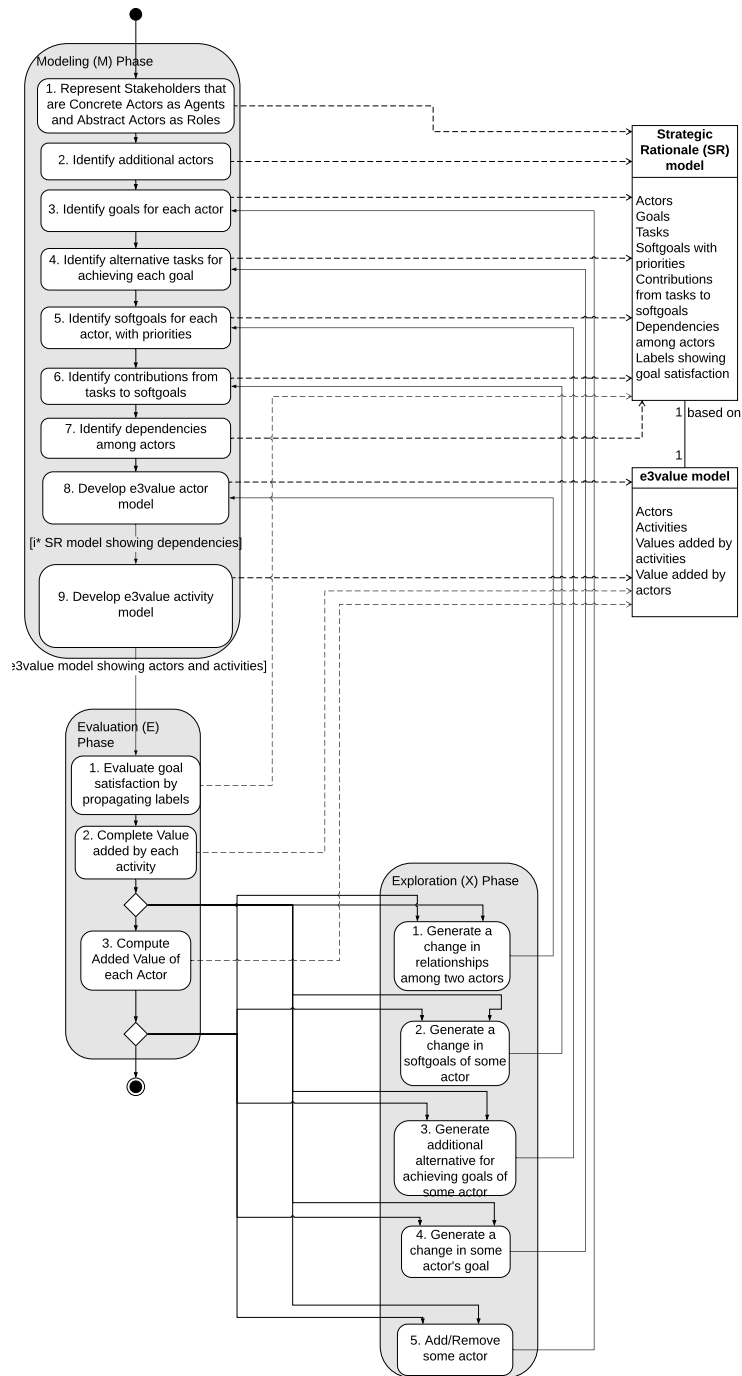 Modeling (M) Phase
1. Represent Stakeholders that
are Concrete Actors as Agents
and Abstract Actors as Roles
2. Identify additional actors
3. Identify goals for each actor
4. Identify alternative tasks for
achieving each goal
5. Identify softgoals for each
actor, with priorities
6. Identify contributions from
tasks to softgoals
7. Identify dependencies
among actors
8. Develop e3value actor
model
[i* SR model showing dependencies]
9. Develop e3value activity
model
e3value model showing actors and activities]
Strategic
Rationale (SR)
model
Actors
Goals
Tasks
Softgoals with
priorities
Contributions
from tasks to
softgoals
Dependencies
among actors
Labels showing
goal satisfaction
1 based on
1
e3value model
Actors
Activities
Values added by
activities
Value added by
actors
Evaluation (E)
Phase
1. Evaluate goal
satisfaction by
propagating labels
2. Complete Value
added by each
activity
3. Compute
Added Value of
each Actor
Exploration (X) Phase
1. Generate a
change in
relationships
among two actors
2. Generate a
change in
softgoals of some
actor
3. Generate
additional
alternative for
achieving goals of
some actor
4. Generate a
change in some
actor's goal
5. Add/Remove
some actor